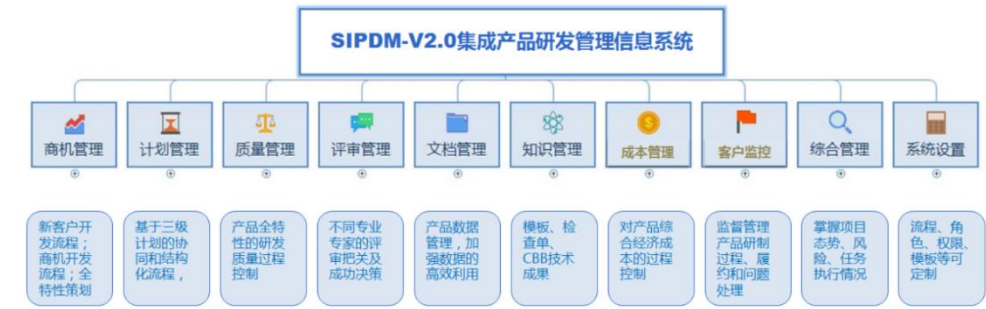 SIPDM-V2.0集成产品研发管理信息系统
商机管理
计划管理
质量管理
评审管理
文档管理
知识管理
成本管理
客户监控
综合管理
系统设置
新客户开
发流程；
商机开发
流程；全
特性策划
基于三级
计划的协
同和结构
化流程，
产品全特
性的研发
质量过程
控制
不同专业
专家的评
审把关及
成功决策
产品数据
管理，加
强数据的
高效利用
模板、检
查单、
CBB技术
成果
对产品综
合经济成
本的过程
控制
监督管理
产品研制
过程、履
约和问题
处理
掌握项目
态势、风
险、任务
执行情况
流程、角
色、权限、
模板等可
定制